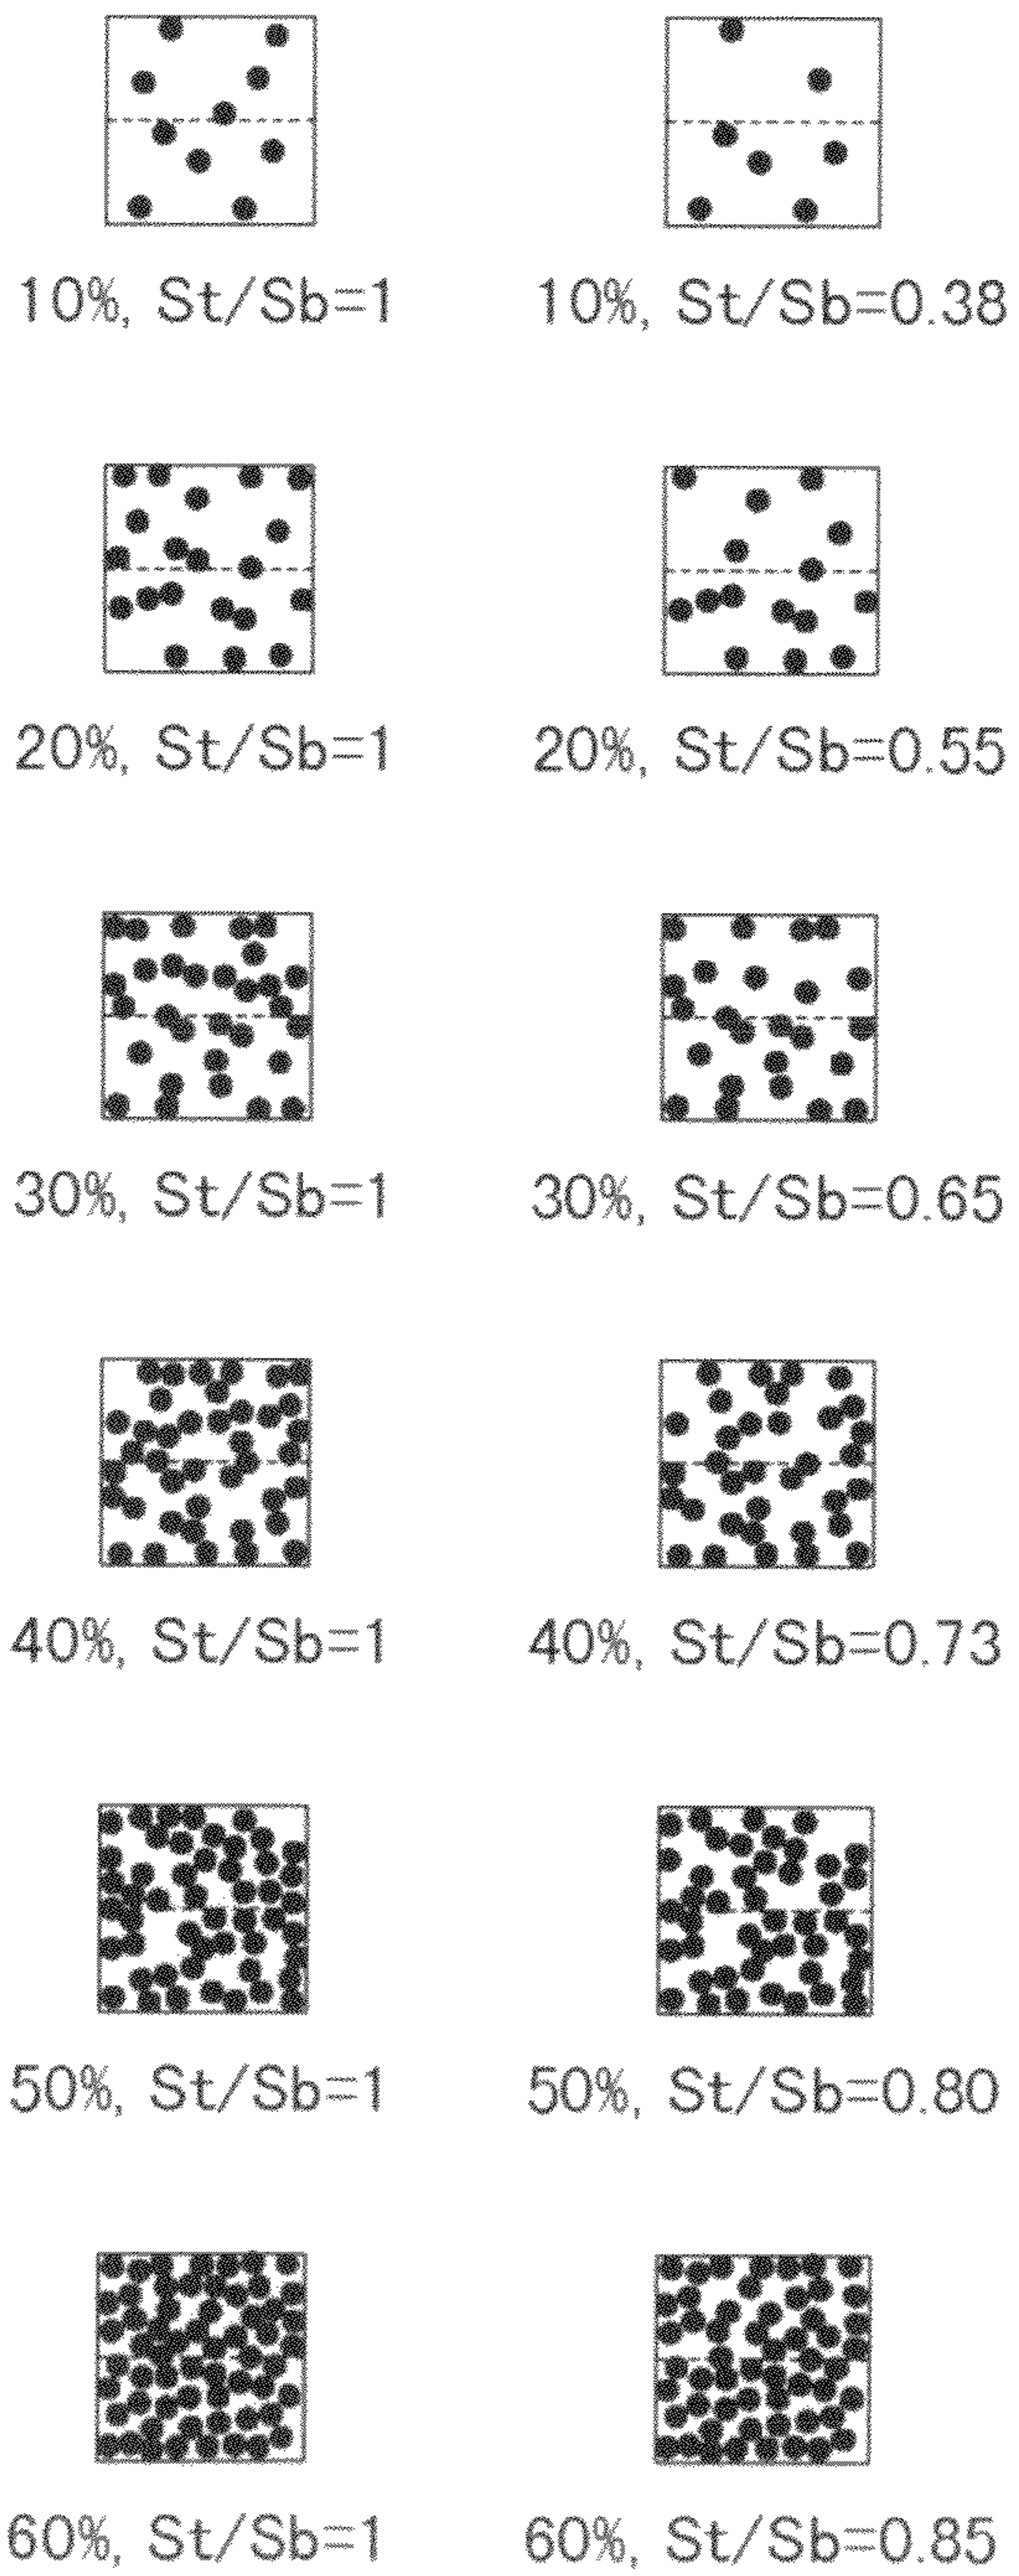 10%, St/Sb=1
10%, St/Sb=0.38
20%, St/Sb=1
20%, St/Sb=0.55
30%, St/Sb=1
30%, St/Sb=0.65
40%, St/Sb=1
40%, St/Sb=0.73
50%, St/Sb=1
50%, St/Sb=0.80
60%, St/Sb=1
60%, St/Sb=0.85